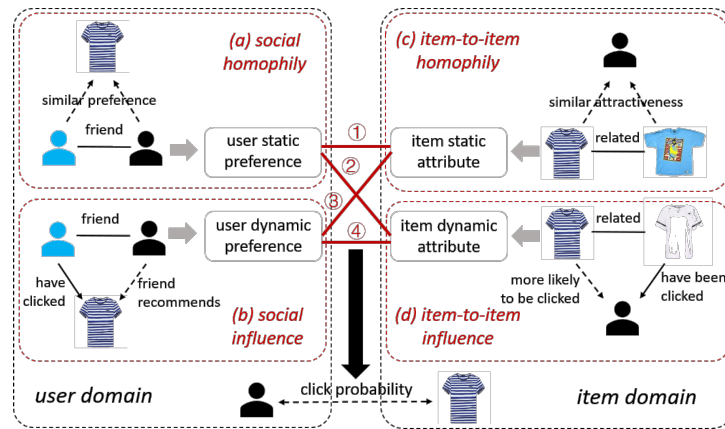 (a) social
homophily
similar preference
friend
user static
preference
(c) item-to-item
homophily
similar attractiveness
related
item static
attribute
①
②
③
④
friend
have
clicked
friend
recommends
user dynamic
preference
(b) social
influence
item dynamic
attribute
related
more likely
to be clicked
have been
clicked
(d) item-to-item
influence
user domain
click probability
item domain